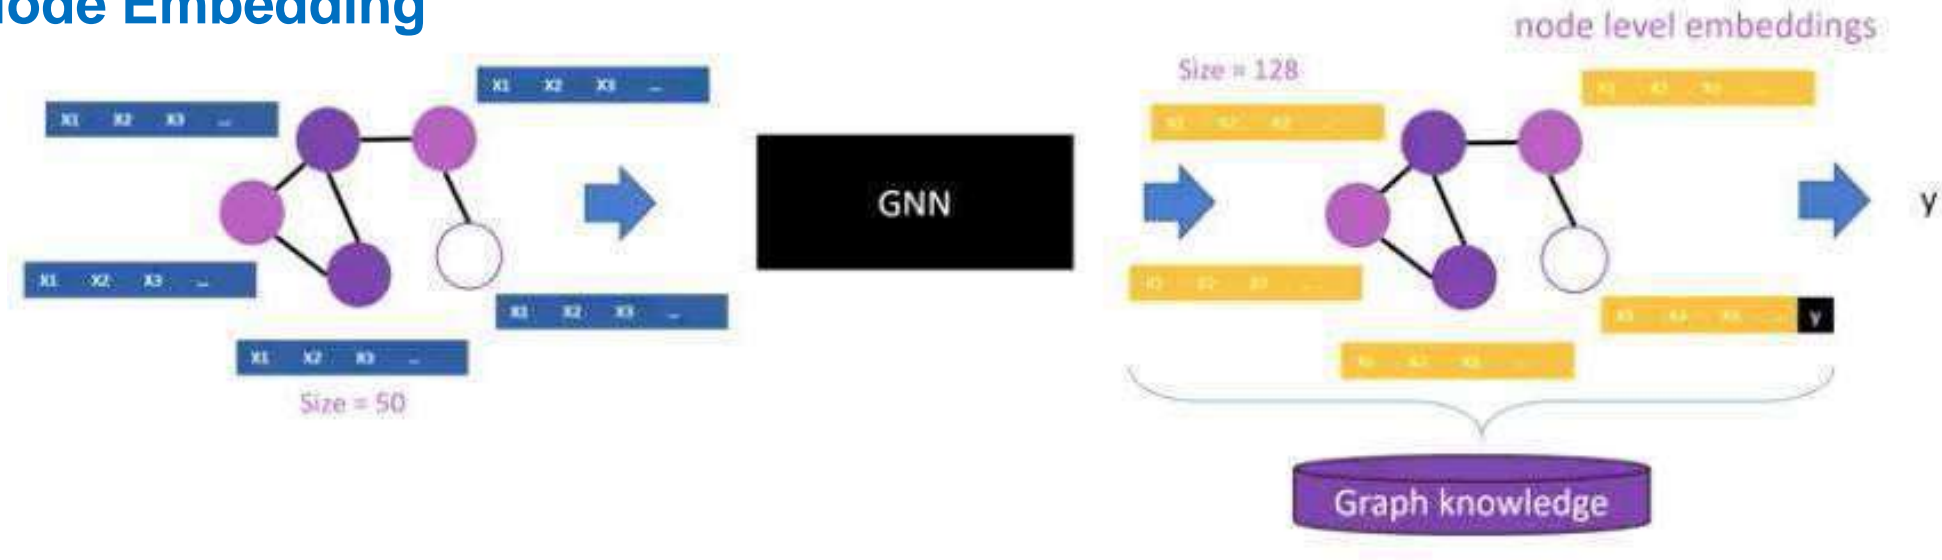 ode Embedding
node level embeddings
Size = 128
X1 X2 X3 ...
X1 X2 X3 ...
X1 X2 X3 ...
X1 X2 X3 ...
X1 X2 X3 ...
Size = 50
GNN
y
y
Graph knowledge